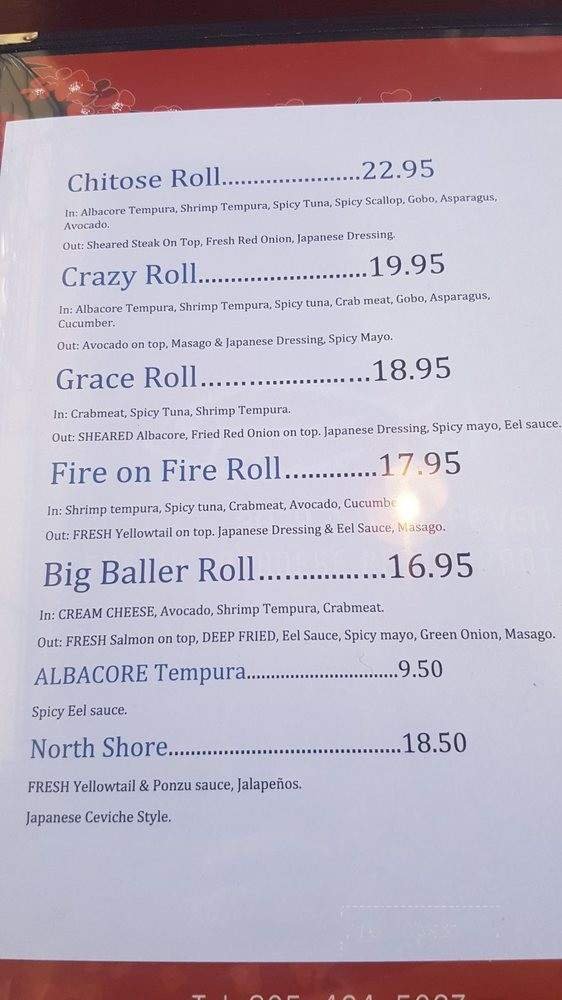 Chitose Roll......................22.95
In: Albacore Tempura, Shrimp Tempura, Spicy Tuna, Spicy Scallop, Gobo, Asparagus,
Avocado.
Out: Sheared Steak On Top, Fresh Red Onion, Japanese Dressing.
Crazy Roll..........................19.95
In: Albacore Tempura, Shrimp Tempura, Spicy tuna, Crab meat, Gobo, Asparagus,
Cucumber.
Out: Avocado on top, Masago & Japanese Dressing, Spicy Mayo.
Grace Roll..........................18.95
In: Crabmeat, Spicy Tuna, Shrimp Tempura.
Out: SHEARED Albacore, Fried Red Onion on top. Japanese Dressing, Spicy mayo, Eel sauce.
Fire on Fire Roll.............17.95
In: Shrimp tempura, Spicy tuna, Crabmeat, Avocado, Cucumbe
Out: FRESH Yellowtail on top. Japanese Dressing & Eel Sauce, Masago.
Big Baller Roll.................16.95
In: CREAM CHEESE, Avocado, Shrimp Tempura, Crabmeat.
Out: FRESH Salmon on top, DEEP FRIED, Eel Sauce, Spicy mayo, Green Onion, Masago.
ALBACORE Tempura................................9.50
Spicy Eel sauce.
North Shore.........................................18.50
FRESH Yellowtail & Ponzu sauce, Jalapeños.
Japanese Ceviche Style.